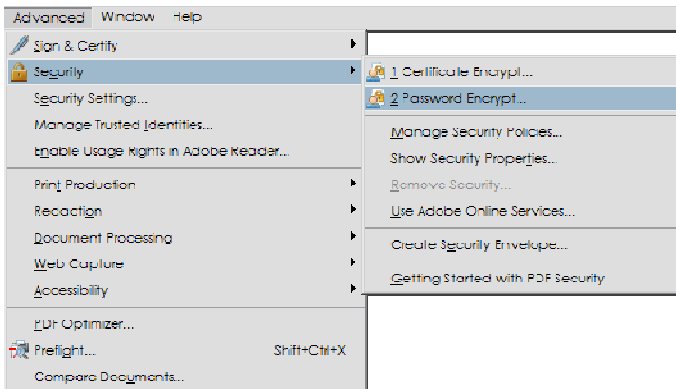 Advanced Window Help
Sign & Certify
Security
Security Settings...
Manage Trusted Identities...
Enable Usage Rights in Adobe Reader...
Print Production
Redaction
Document Processing
Web Capture
Accessibility
PDF Optimizer...
Preflight... Shift+Ctrl+X
Compare Documents...
1 Certificate Encrypt...
2 Password Encrypt...
Manage Security Policies...
Show Security Properties...
Remove Security...
Use Adobe Online Services...
Create Security Envelope...
Getting Started with PDF Security